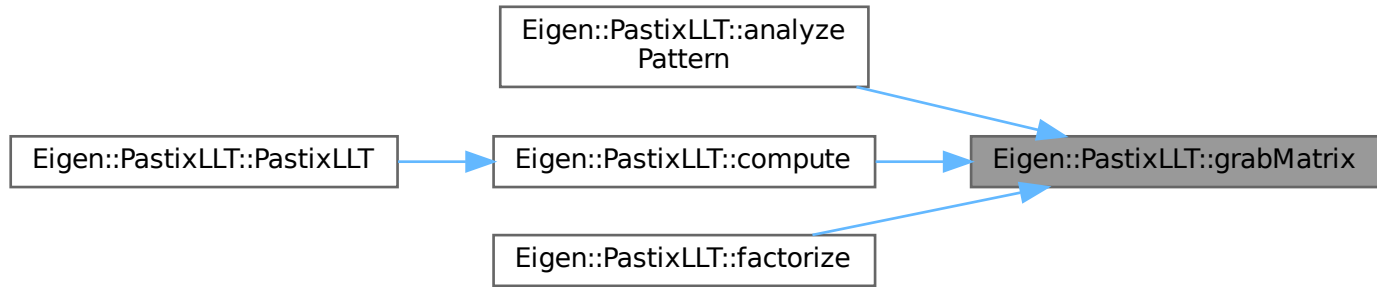 Eigen::PastixLLT::analyze
Pattern
Eigen::PastixLLT::PastixLLT
Eigen::PastixLLT::compute
Eigen::PastixLLT::grabMatrix
Eigen::PastixLLT::factorize